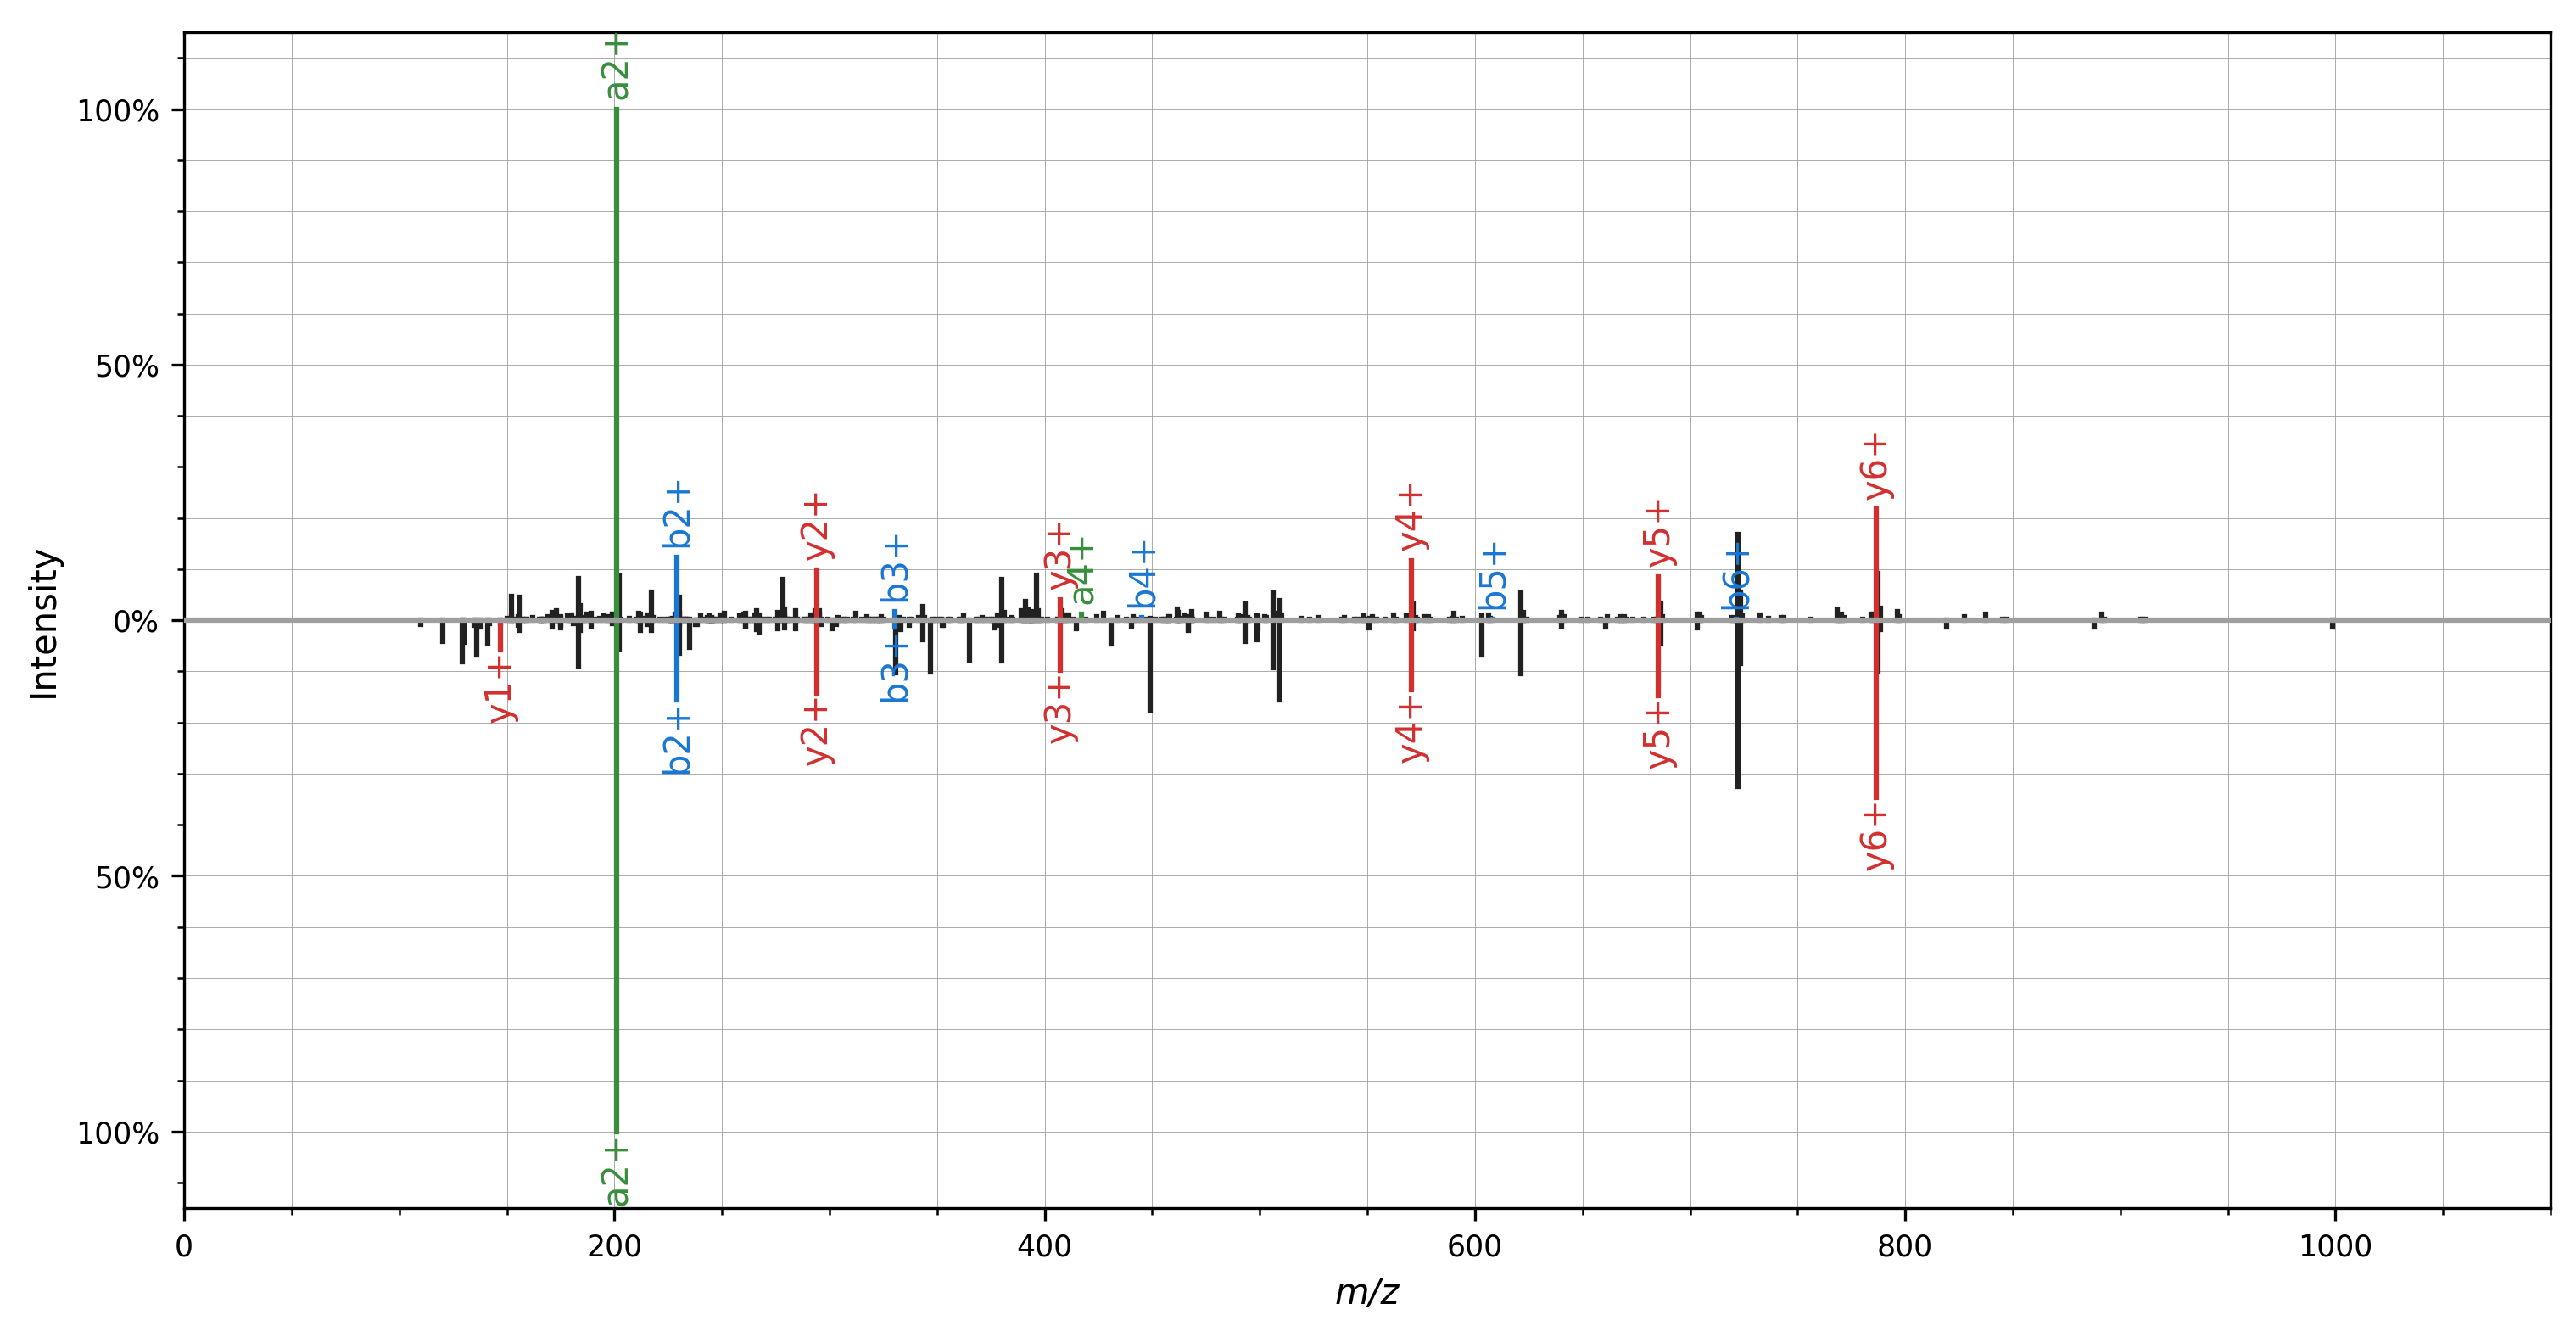 a2+
100%
50%
0%
50%
100%
Intensity
b2+
y2+
b3+
y3+
a4+
b4+
y4+
b5+
y5+
b6+
y6+
y1+
b2+
y2+
b3+
y3+
y4+
y5+
y6+
a2+
0 200 400 600 800 1000
m/z